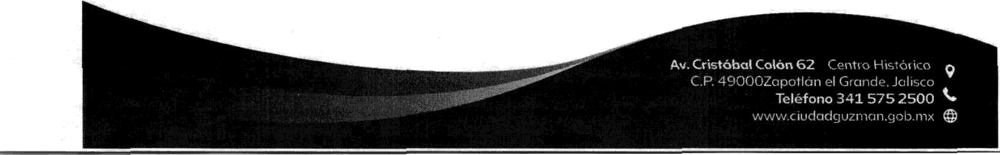 Av. Cristóbal Colón 62 Centro Histórico
C.P. 49000Zapotlán el Grande, Jalisco
Teléfono 341 575 2500
www.ciudadguzman.gob.mx